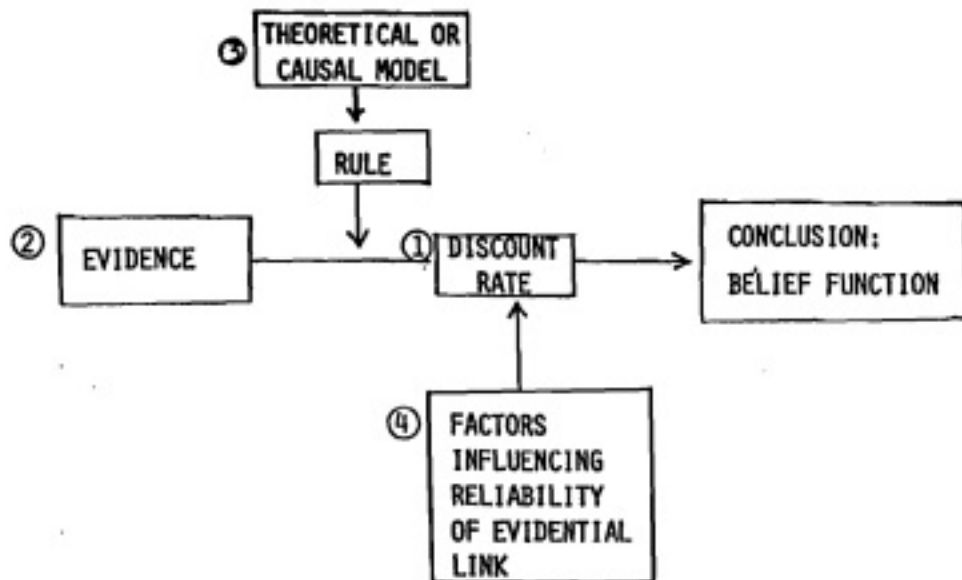 ③ THEORETICAL OR
CAUSAL MODEL
RULE
② EVIDENCE
① DISCOUNT
RATE
CONCLUSION:
BELIEF FUNCTION
④ FACTORS
INFLUENCING
RELIABILITY
OF EVIDENTIAL
LINK